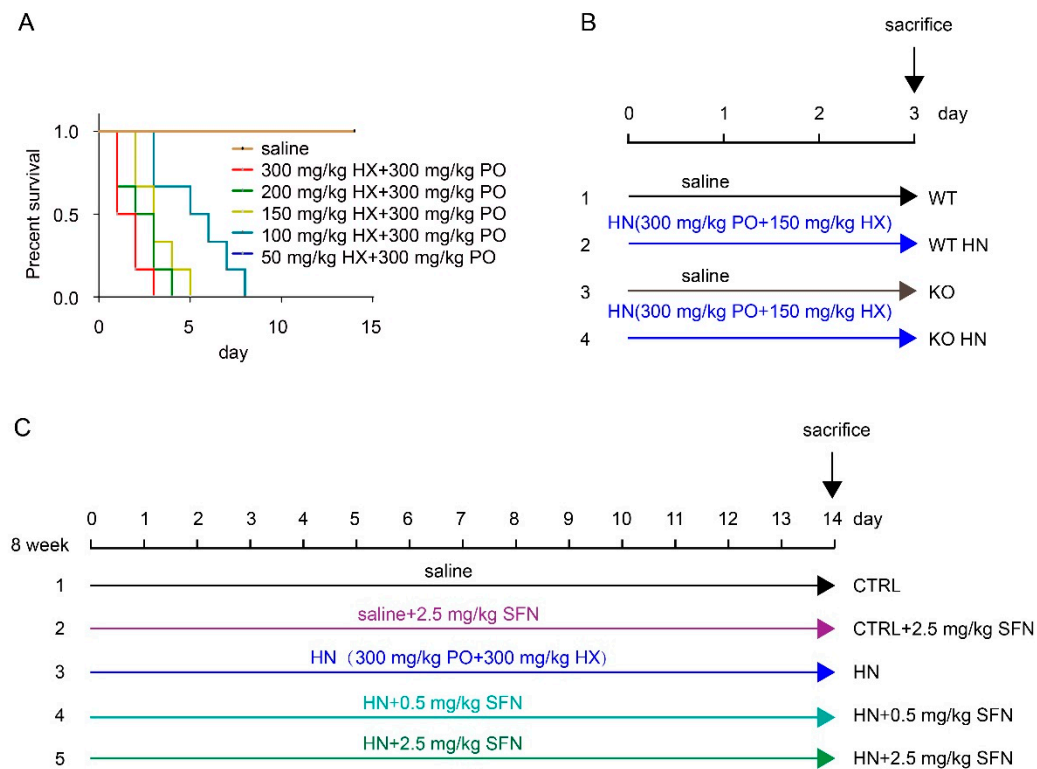 A
Precent survival
1.0
0.5
0.0
0 5 10 15
day
saline
300 mg/kg HX+300 mg/kg PO
200 mg/kg HX+300 mg/kg PO
150 mg/kg HX+300 mg/kg PO
100 mg/kg HX+300 mg/kg PO
50 mg/kg HX+300 mg/kg PO
B
sacrifice
0 1 2 3 day
1 saline WT
2 HN(300 mg/kg PO+150 mg/kg HX) WT HN
3 saline KO
4 HN(300 mg/kg PO+150 mg/kg HX) KO HN
C
sacrifice
0 1 2 3 4 5 6 7 8 9 10 11 12 13 14 day
8 week
1 saline CTRL
2 saline+2.5 mg/kg SFN CTRL+2.5 mg/kg SFN
3 HN（300 mg/kg PO+300 mg/kg HX） HN
4 HN+0.5 mg/kg SFN HN+0.5 mg/kg SFN
5 HN+2.5 mg/kg SFN HN+2.5 mg/kg SFN